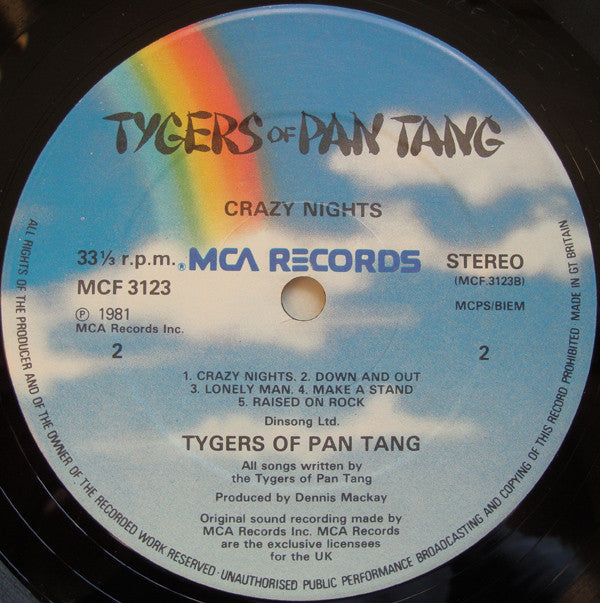 TYGERS OF PAN TANG
CRAZY NIGHTS
33⅓ r.p.m.
® MCA RECORDS
STEREO
MCF 3123
(MCF.3123B)
℗ 1981
MCA Records Inc.
MCPS/BIEM
2
2
1. CRAZY NIGHTS. 2. DOWN AND OUT
3. LONELY MAN. 4. MAKE A STAND
5. RAISED ON ROCK
Dinsong Ltd.
TYGERS OF PAN TANG
All songs written by
the Tygers of Pan Tang
Produced by Dennis Mackay
Original sound recording made by
MCA Records Inc. MCA Records
are the exclusive licensees
for the UK
ALL RIGHTS OF THE PRODUCER AND OF THE OWNER OF THE RECORDED WORK RESERVED · UNAUTHORISED PUBLIC PERFORMANCE BROADCASTING AND COPYING OF THIS RECORD PROHIBITED MADE IN GT BRITAIN